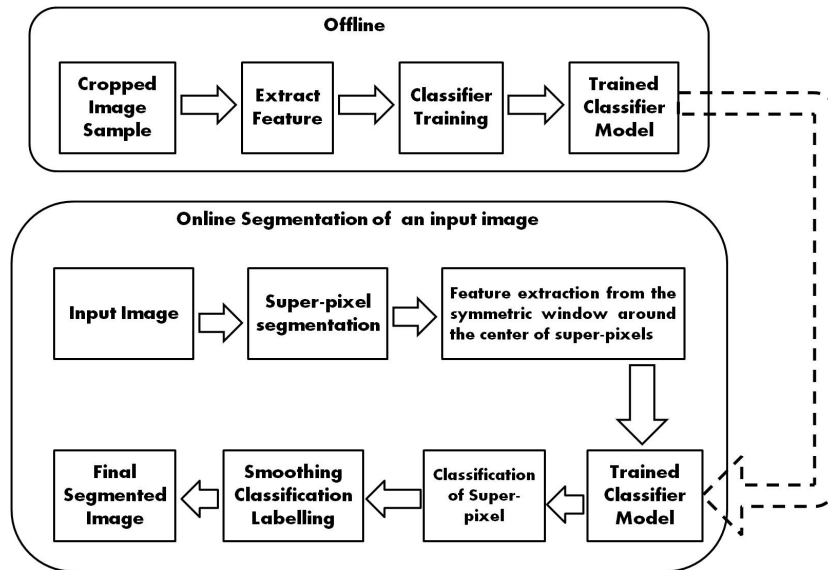 Offline
Cropped
Image
Sample
Extract
Feature
Classifier
Training
Trained
Classifier
Model
Online Segmentation of an input image
Input Image
Super-pixel
segmentation
Feature extraction from the
symmetric window around
the center of super-pixels
Trained
Classifier
Model
Classification
of Super-
pixel
Smoothing
Classification
Labelling
Final
Segmented
Image